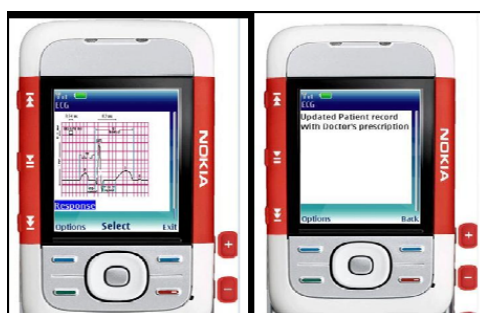 ECG
Response
Options Select Exit
NOKIA
ECG
Updated Patient record
with Doctor's prescription
Options Back
NOKIA